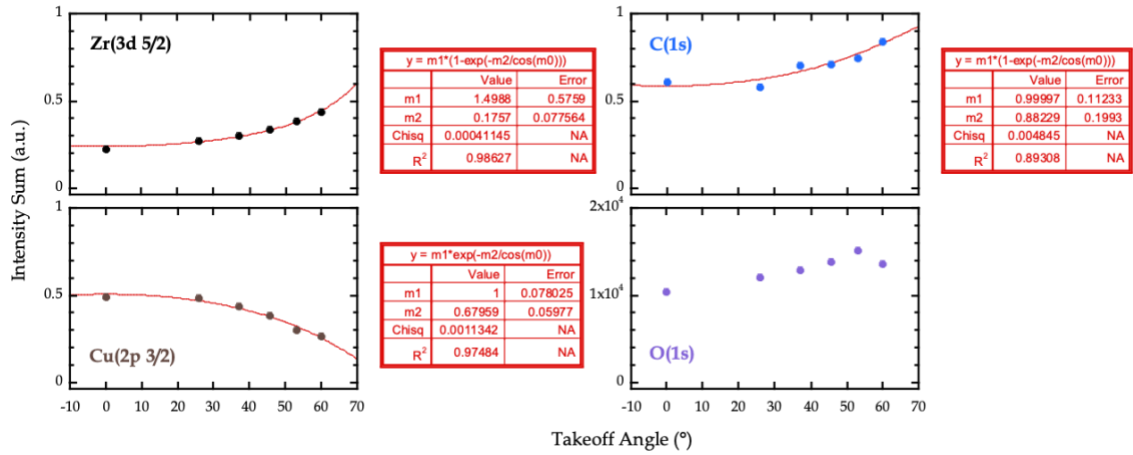 Intensity Sum (a.u.)
1
0.5
0
Zr(3d 5/2)
y = m1*(1-exp(-m2/cos(m0)))
Value Error
m1 1.4988 0.5759
m2 0.1757 0.077564
Chisq 0.00041145 NA
R² 0.98627 NA
1
0.5
0
C(1s)
y = m1*(1-exp(-m2/cos(m0)))
Value Error
m1 0.99997 0.11233
m2 0.88229 0.1993
Chisq 0.004845 NA
R² 0.89308 NA
1
0.5
0
Cu(2p 3/2)
-10 0 10 20 30 40 50 60 70
y = m1*exp(-m2/cos(m0))
Value Error
m1 1 0.078025
m2 0.67959 0.05977
Chisq 0.0011342 NA
R² 0.97484 NA
2x10⁴
1x10⁴
0x10⁰
O(1s)
-10 0 10 20 30 40 50 60 70
Takeoff Angle (°)